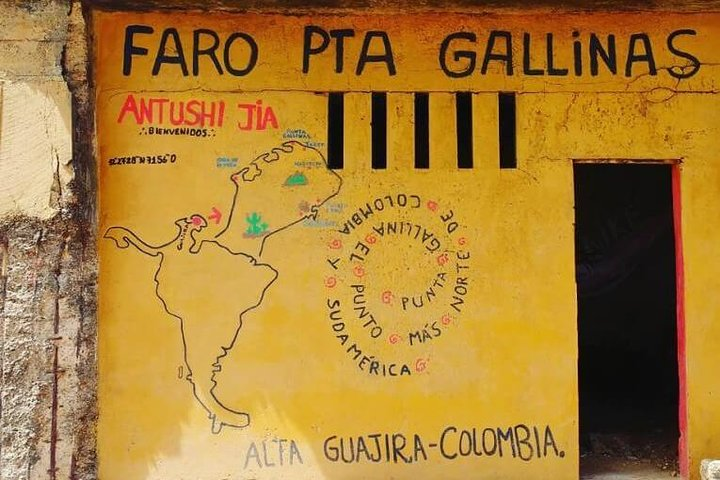 FARO PTA GALLINAS
ANTUSHI JIA
BIENVENIDOS
PUNTA GALLINAS EL PUNTO MÁS NORTE DE COLOMBIA Y SUDAMÉRICA
ALTA GUAJIRA-COLOMBIA.